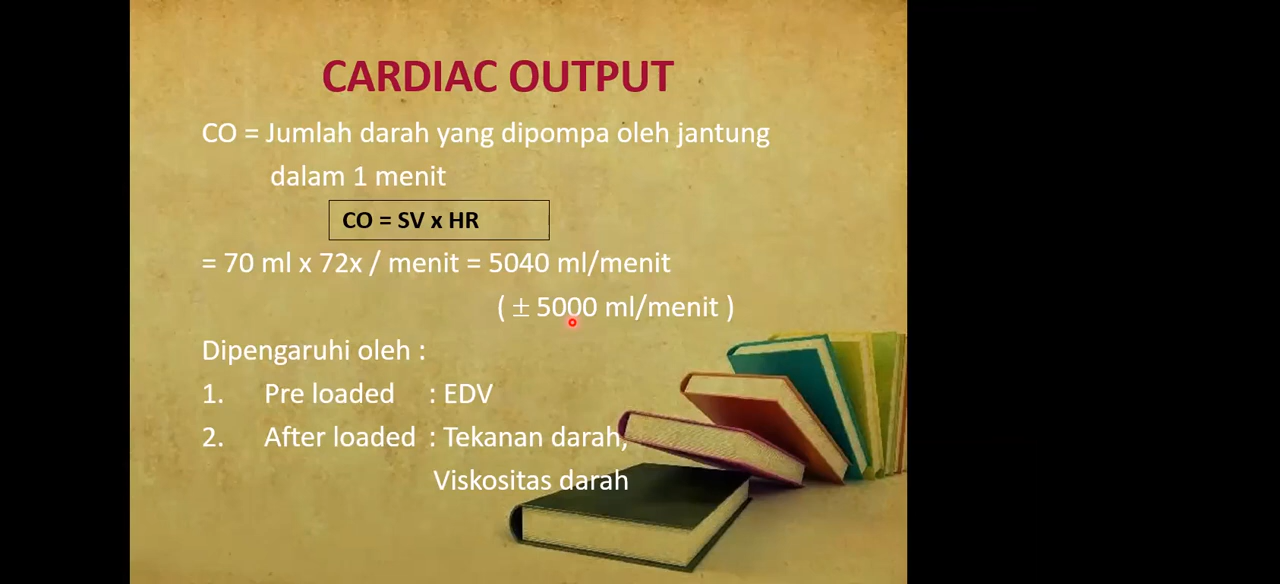 CARDIAC OUTPUT
CO = Jumlah darah yang dipompa oleh jantung
dalam 1 menit
CO = SV x HR
= 70 ml x 72x / menit = 5040 ml/menit
( ± 5000 ml/menit )
Dipengaruhi oleh :
1. Pre loaded : EDV
2. After loaded : Tekanan darah,
Viskositas darah